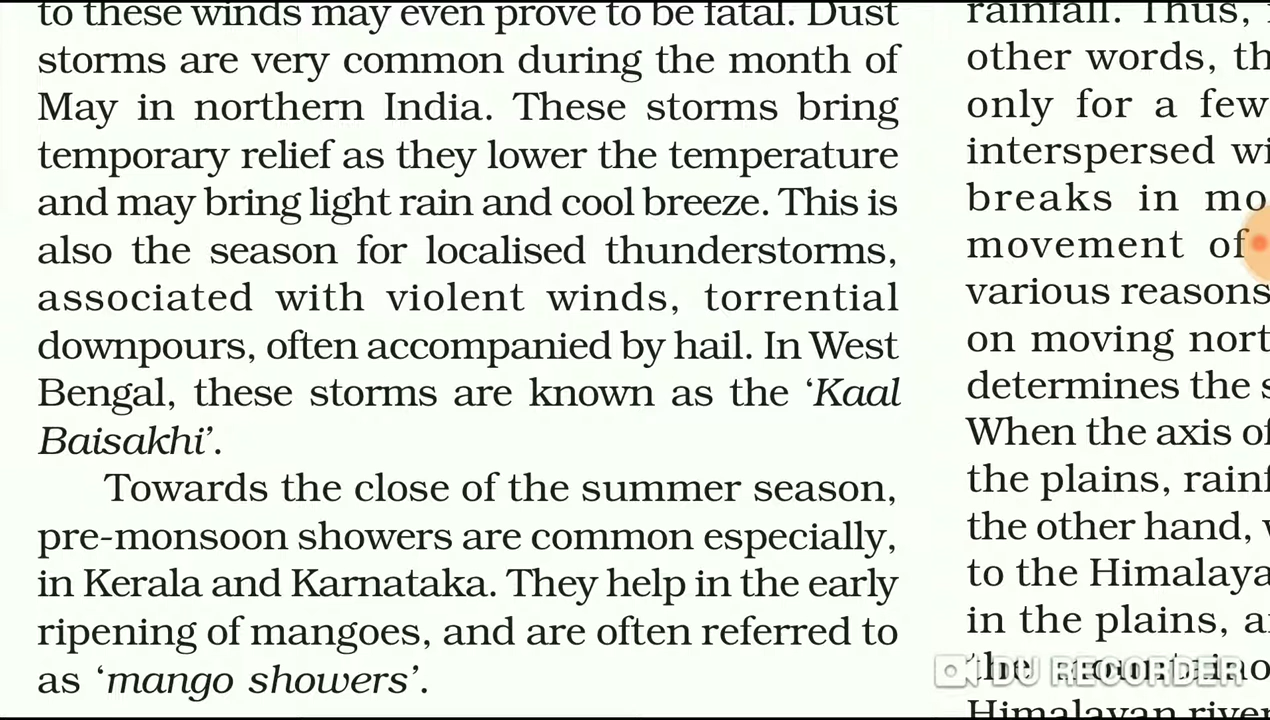 to these winds may even prove to be fatal. Dust
storms are very common during the month of
May in northern India. These storms bring
temporary relief as they lower the temperature
and may bring light rain and cool breeze. This is
also the season for localised thunderstorms,
associated with violent winds, torrential
downpours, often accompanied by hail. In West
Bengal, these storms are known as the ‘Kaal
Baisakhi’.
Towards the close of the summer season,
pre-monsoon showers are common especially,
in Kerala and Karnataka. They help in the early
ripening of mangoes, and are often referred to
as ‘mango showers’.
rainfall. Thus,
other words,
only for a few
interspersed
breaks in
movement of
various reasons
on moving
determines the
When the axis of
the plains,
the other hand,
to the
in the plains,
the
Himalayan
DU RECORDER